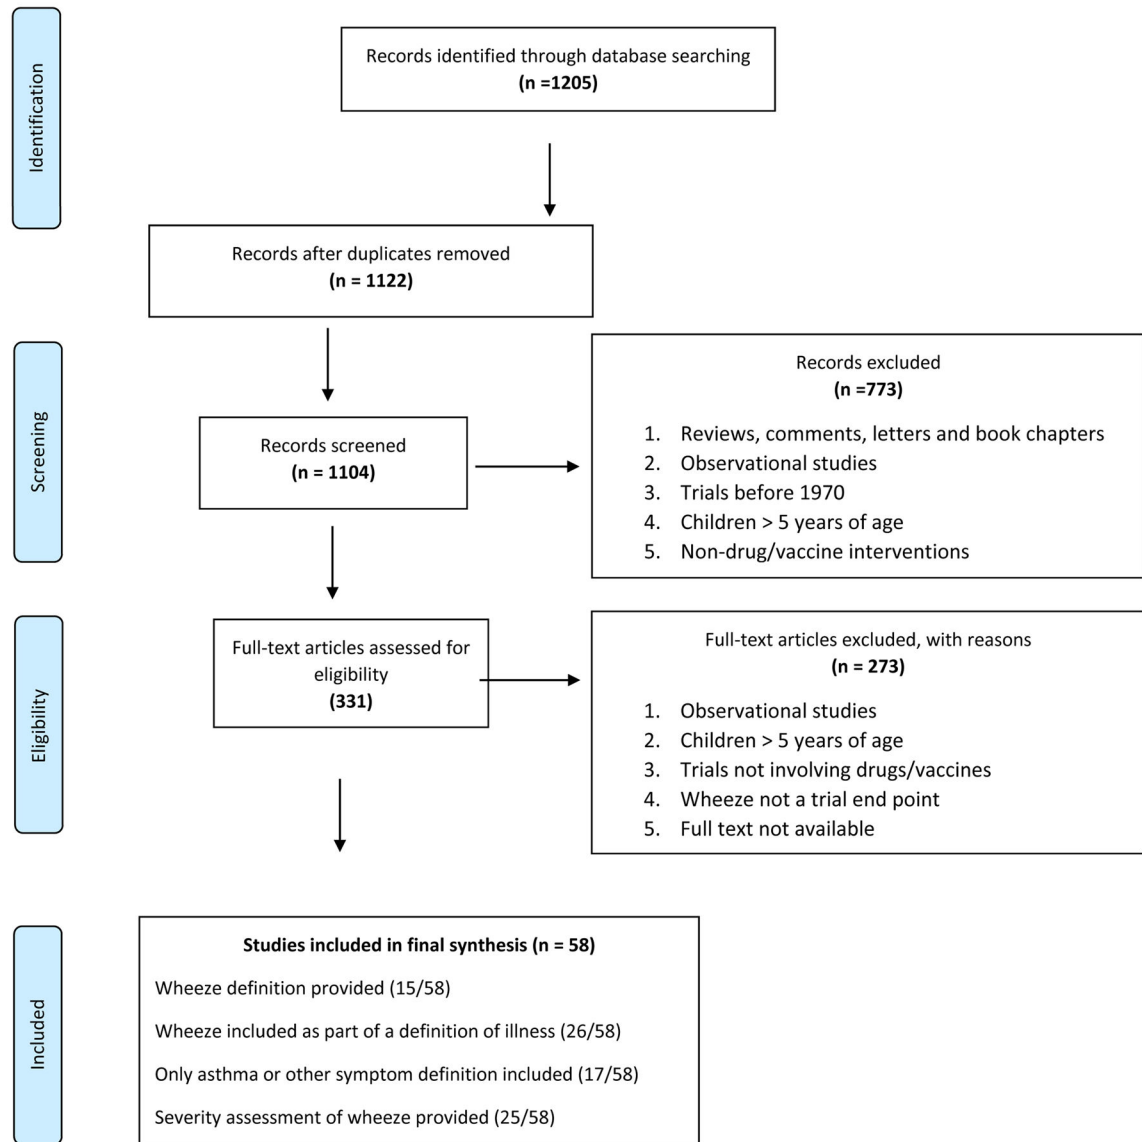 Identification
Records identified through database searching
(n =1205)
Records after duplicates removed
(n = 1122)
Screening
Records screened
(n = 1104)
Records excluded
(n =773)
1. Reviews, comments, letters and book chapters
2. Observational studies
3. Trials before 1970
4. Children > 5 years of age
5. Non-drug/vaccine interventions
Eligibility
Full-text articles assessed for
eligibility
(331)
Full-text articles excluded, with reasons
(n = 273)
1. Observational studies
2. Children > 5 years of age
3. Trials not involving drugs/vaccines
4. Wheeze not a trial end point
5. Full text not available
Included
Studies included in final synthesis (n = 58)
Wheeze definition provided (15/58)
Wheeze included as part of a definition of illness (26/58)
Only asthma or other symptom definition included (17/58)
Severity assessment of wheeze provided (25/58)